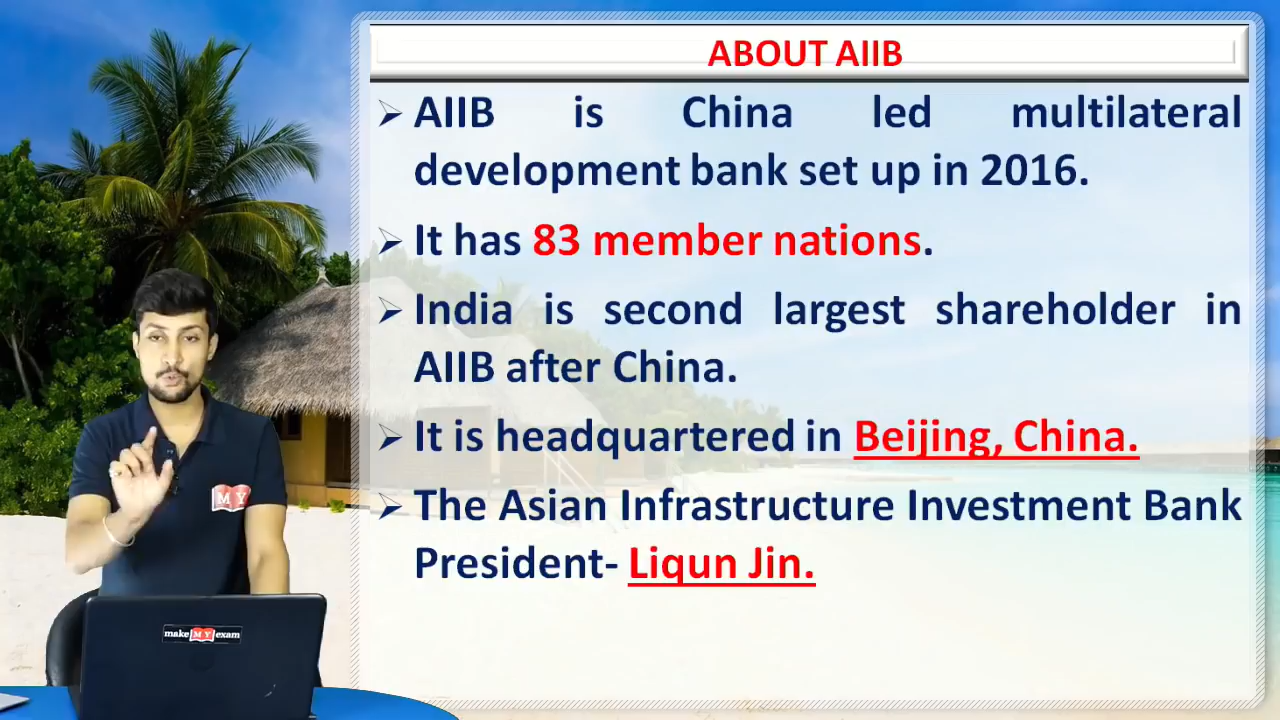 ABOUT AIIB
AIIB is China led multilateral
development bank set up in 2016.
It has 83 member nations.
India is second largest shareholder in
AIIB after China.
It is headquartered in Beijing, China.
The Asian Infrastructure Investment Bank
President- Liqun Jin.
M Y
make M Y exam